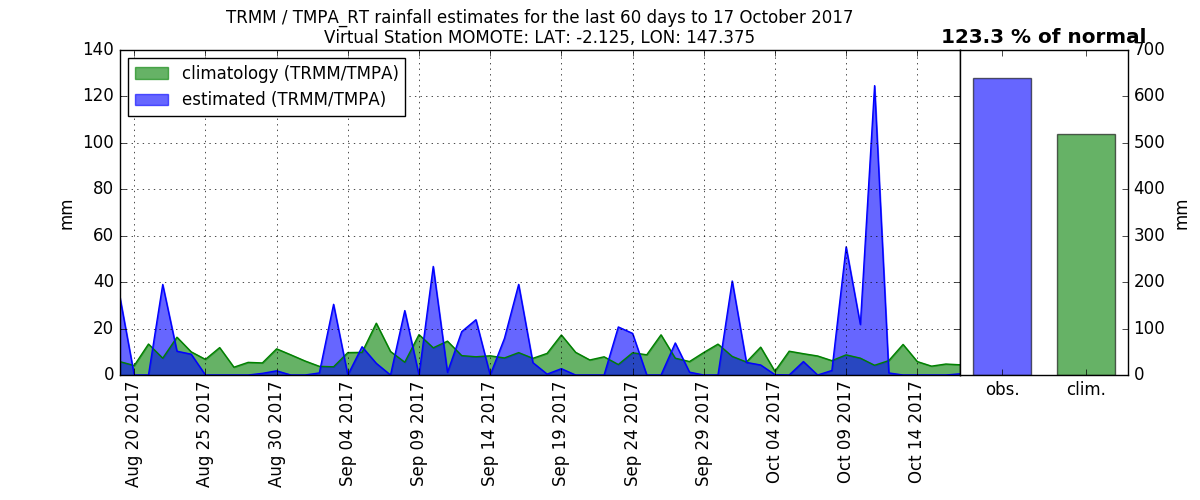 TRMM / TMPA_RT rainfall estimates for the last 60 days to 17 October 2017
Virtual Station MOMOTE: LAT: -2.125, LON: 147.375
123.3 % of normal
climatology (TRMM/TMPA)
estimated (TRMM/TMPA)
140
120
100
80
60
40
20
0
mm
700
600
500
400
300
200
100
0
mm
Aug 20 2017
Aug 25 2017
Aug 30 2017
Sep 04 2017
Sep 09 2017
Sep 14 2017
Sep 19 2017
Sep 24 2017
Sep 29 2017
Oct 04 2017
Oct 09 2017
Oct 14 2017
obs.
clim.